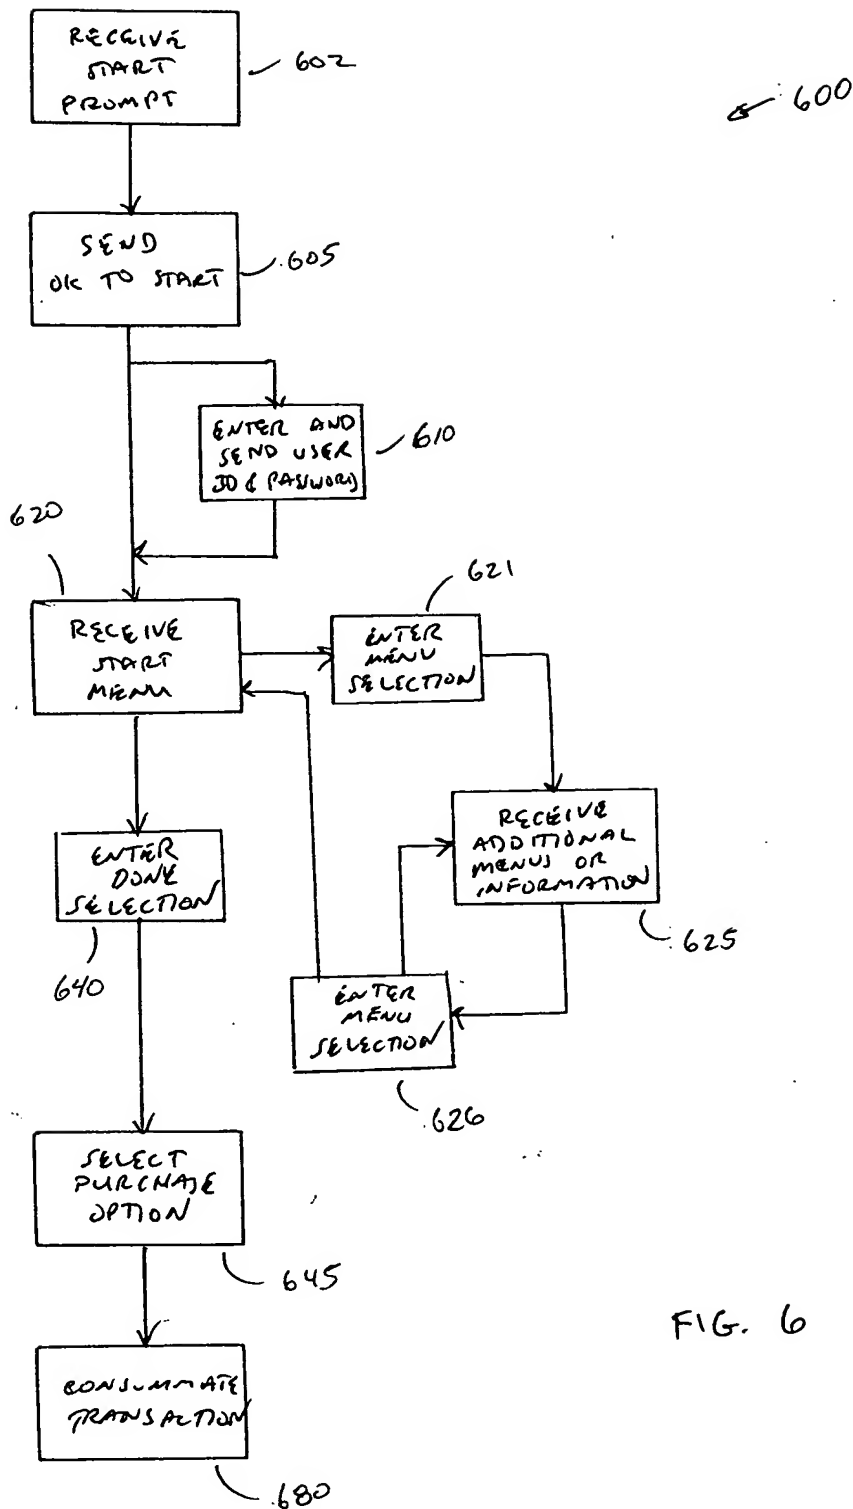 RECEIVE
START
PROMPT
602
600
SEND
OK TO START
605
ENTER AND
SEND USER
ID & PASSWORD
610
620
RECEIVE
START
MENU
621
ENTER
MENU
SELECTION
RECEIVE
ADDITIONAL
MENUS OR
INFORMATION
625
ENTER
DONE
SELECTION
640
ENTER
MENU
SELECTION
626
SELECT
PURCHASE
OPTION
645
FIG. 6
CONSUMMATE
TRANSACTION
680